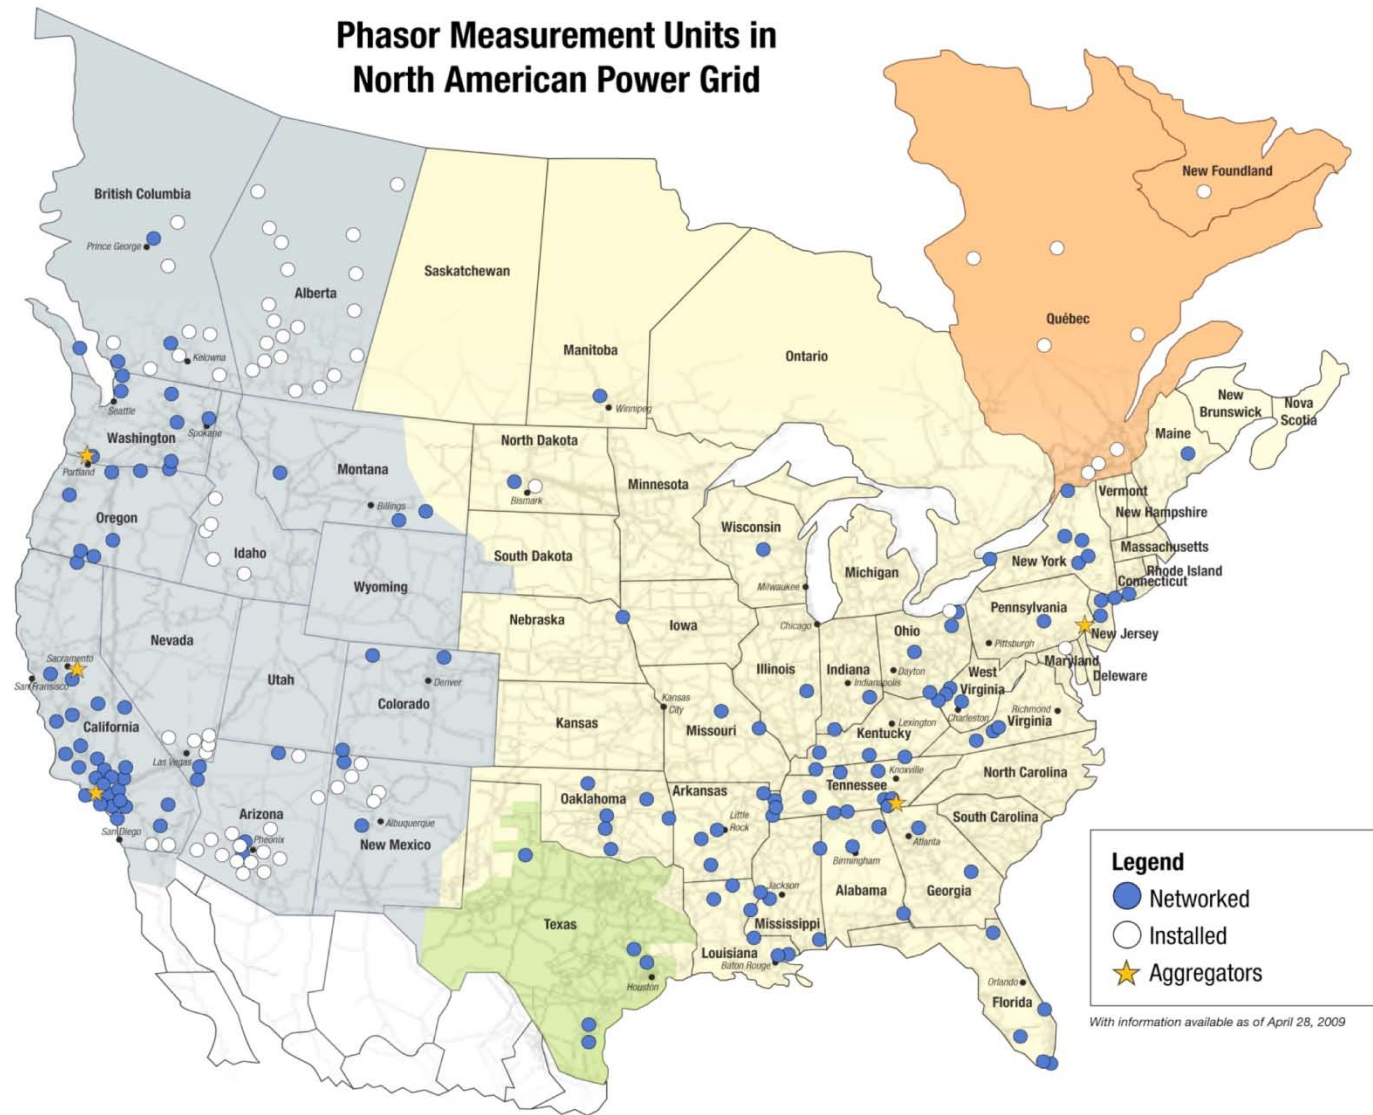 Phasor Measurement Units in
North American Power Grid
British Columbia
Prince George
Alberta
Saskatchewan
New Foundland
Québec
Manitoba
Ontario
Kelowna
Winnipeg
New
Brunswick
Nova
Scotia
Maine
Seattle
Washington
Spokane
Portland
Montana
Billings
North Dakota
Bismark
Minnesota
Vermont
New Hampshire
Oregon
Idaho
South Dakota
Wisconsin
Milwaukee
Michigan
New York
Massachusetts
Rhode Island
Connecticut
Wyoming
Nebraska
Iowa
Chicago
Ohio
Pennsylvania
Pittsburgh
New Jersey
Nevada
Sacramento
San Fransisco
Utah
Colorado
Denver
Illinois
Indiana
Indianapolis
Dayton
West
Virginia
Maryland
Deleware
California
Kansas
Kansas
City
Missouri
Kentucky
Lexington
Charleston
Richmond
Virginia
Las Vegas
Knoxville
North Carolina
Tennessee
Oaklahoma
Arkansas
Little
Rock
Arizona
Pheonix
San Diego
Albuquerque
New Mexico
South Carolina
Atlanta
Birmingham
Alabama
Georgia
Jackson
Mississippi
Texas
Louisiana
Baton Rouge
Houston
Orlando
Florida
Legend
Networked
Installed
Aggregators
With information available as of April 28, 2009